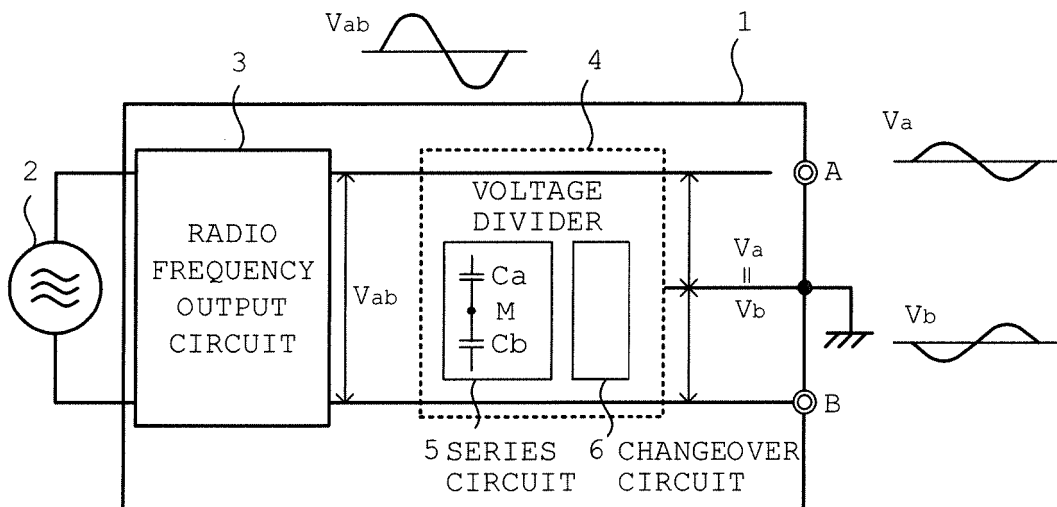 Vab
1
3
4
Va
2
A
VOLTAGE
DIVIDER
RADIO
FREQUENCY
OUTPUT
CIRCUIT
Vab
Ca
M
Cb
Va
=
Vb
Vb
B
5 SERIES
CIRCUIT
6 CHANGEOVER
CIRCUIT